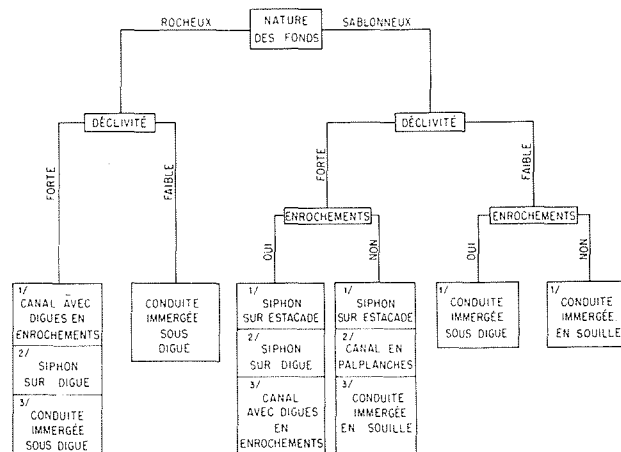 ROCHEUX
NATURE
DES FONDS
SABLONNEUX
DÉCLIVITÉ
DÉCLIVITÉ
FORTE
FAIBLE
FORTE
FAIBLE
ENROCHEMENTS
ENROCHEMENTS
OUI
NON
OUI
NON
1/
CANAL AVEC
DIGUES EN
ENROCHEMENTS
2/
SIPHON
SUR DIGUE
3/
CONDUITE
IMMERGÉE
SOUS DIGUE
CONDUITE
IMMERGÉE
SOUS
DIGUE
1/
SIPHON
SUR ESTACADE
2/
SIPHON
SUR DIGUE
3/
CANAL
AVEC DIGUES
EN
ENROCHEMENTS
1/
SIPHON
SUR ESTACADE
2/
CANAL EN
PALPLANCHES
3/
CONDUITE
IMMERGÉE
EN SOUILLE
1/
CONDUITE
IMMERGÉE
SOUS DIGUE
1/
CONDUITE
IMMERGÉE
EN SOUILLE